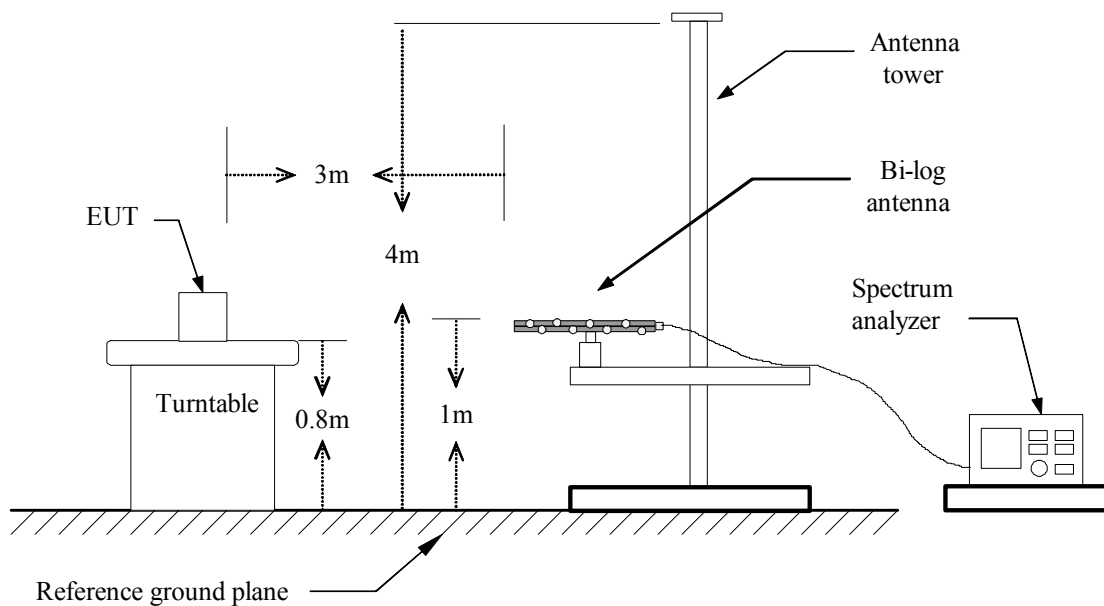 Antenna
tower
3m
Bi-log
antenna
EUT
4m
Spectrum
analyzer
Turntable
0.8m
1m
Reference ground plane